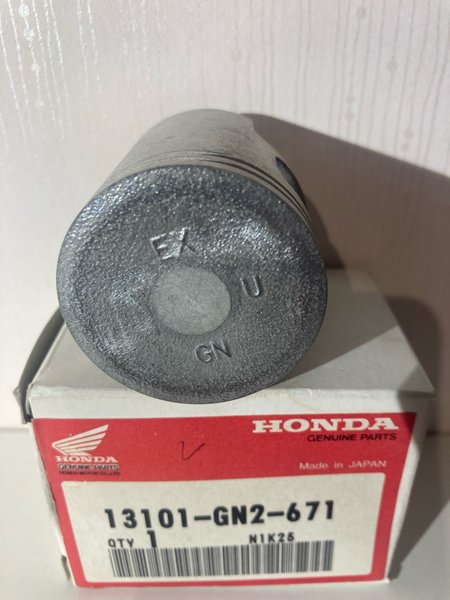 EX
U
GN
HONDA
GENUINE PARTS
HONDA MOTOR CO.,LTD
HONDA
GENUINE PARTS
Made in JAPAN
13101-GN2-671
QTY 1 N1K25